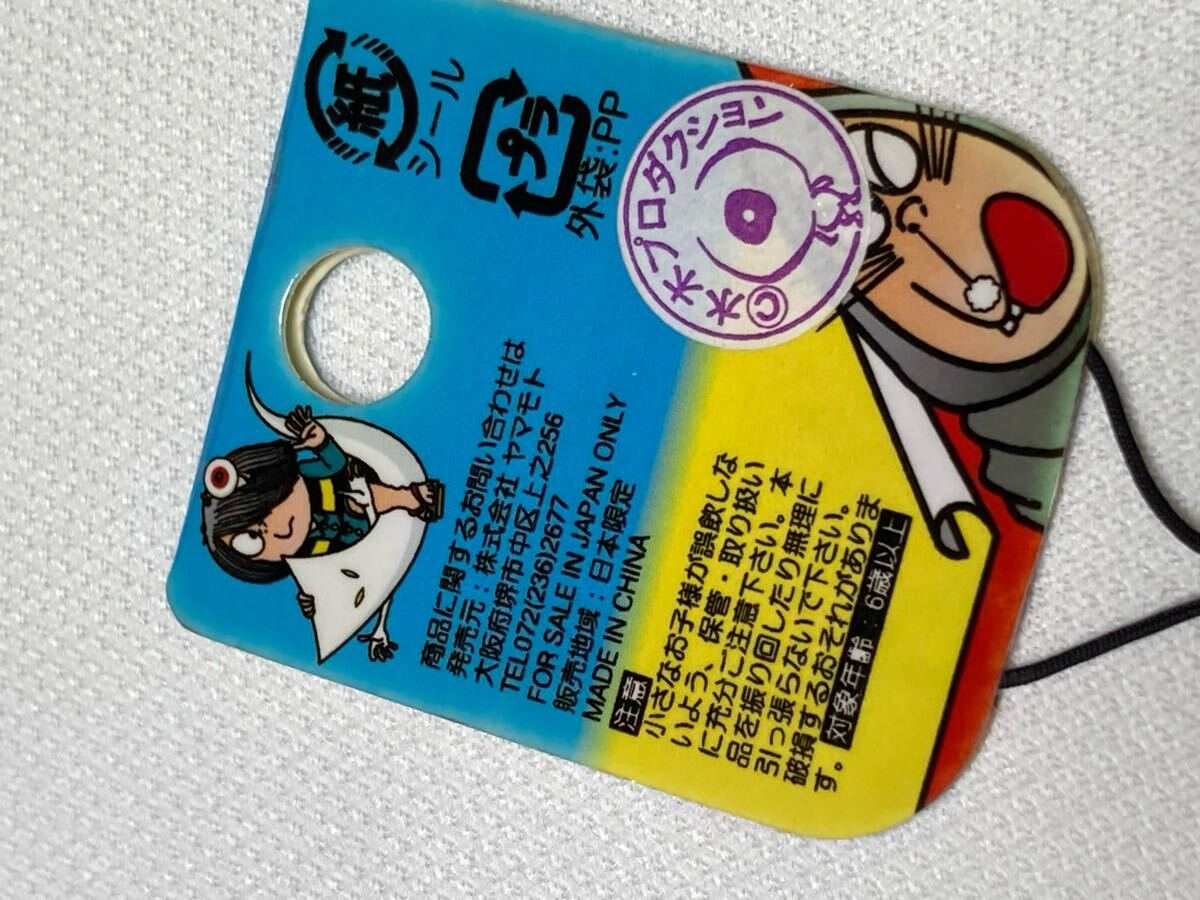 紙
シール
プラ
外袋:PP
©水木プロダクション
商品に関するお問い合わせは
発売元:株式会社 ヤマモト
大阪府堺市中区上之256
TEL072(236)2677
FOR SALE IN JAPAN ONLY
販売地域:日本限定
MADE IN CHINA
注意
小さなお子様が誤飲しな
いよう、保管・取り扱い
に充分ご注意下さい。本
品を振り回したり無理に
引っ張らないで下さい。
破損するおそれがありま
す。
対象年齢:6歳以上